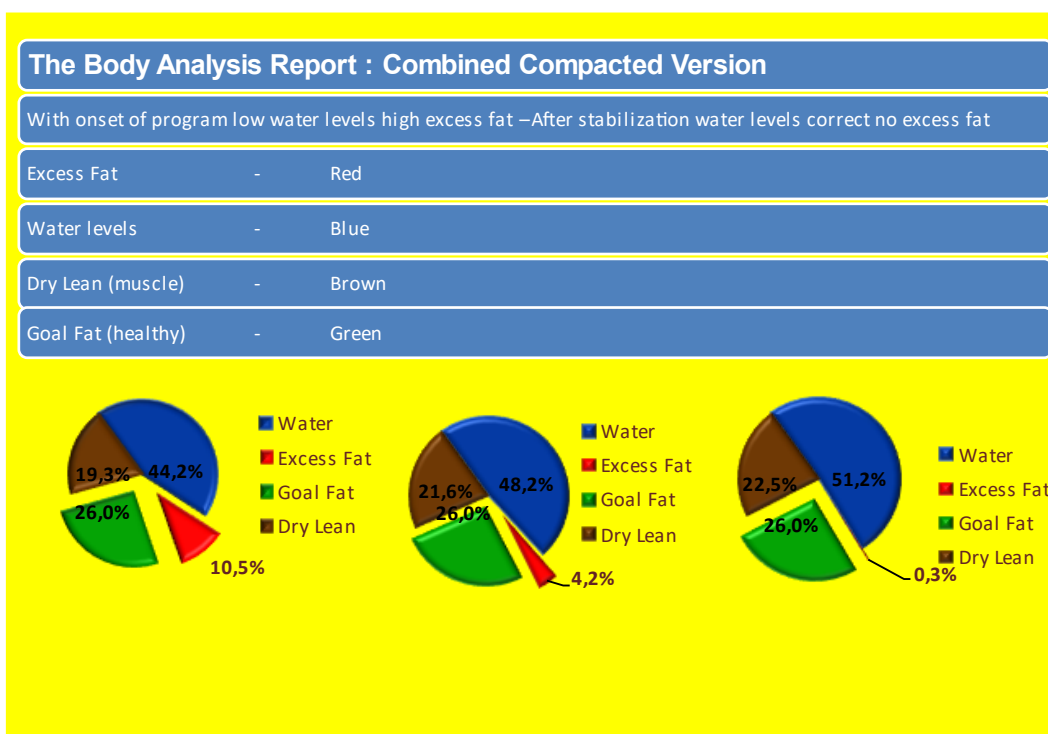 The Body Analysis Report : Combined Compacted Version
With onset of program low water levels high excess fat –After stabilization water levels correct no excess fat
Excess Fat - Red
Water levels - Blue
Dry Lean (muscle) - Brown
Goal Fat (healthy) - Green
19,3%
44,2%
26,0%
10,5%
Water
Excess Fat
Goal Fat
Dry Lean
21,6%
48,2%
26,0%
4,2%
Water
Excess Fat
Goal Fat
Dry Lean
22,5%
51,2%
26,0%
0,3%
Water
Excess Fat
Goal Fat
Dry Lean